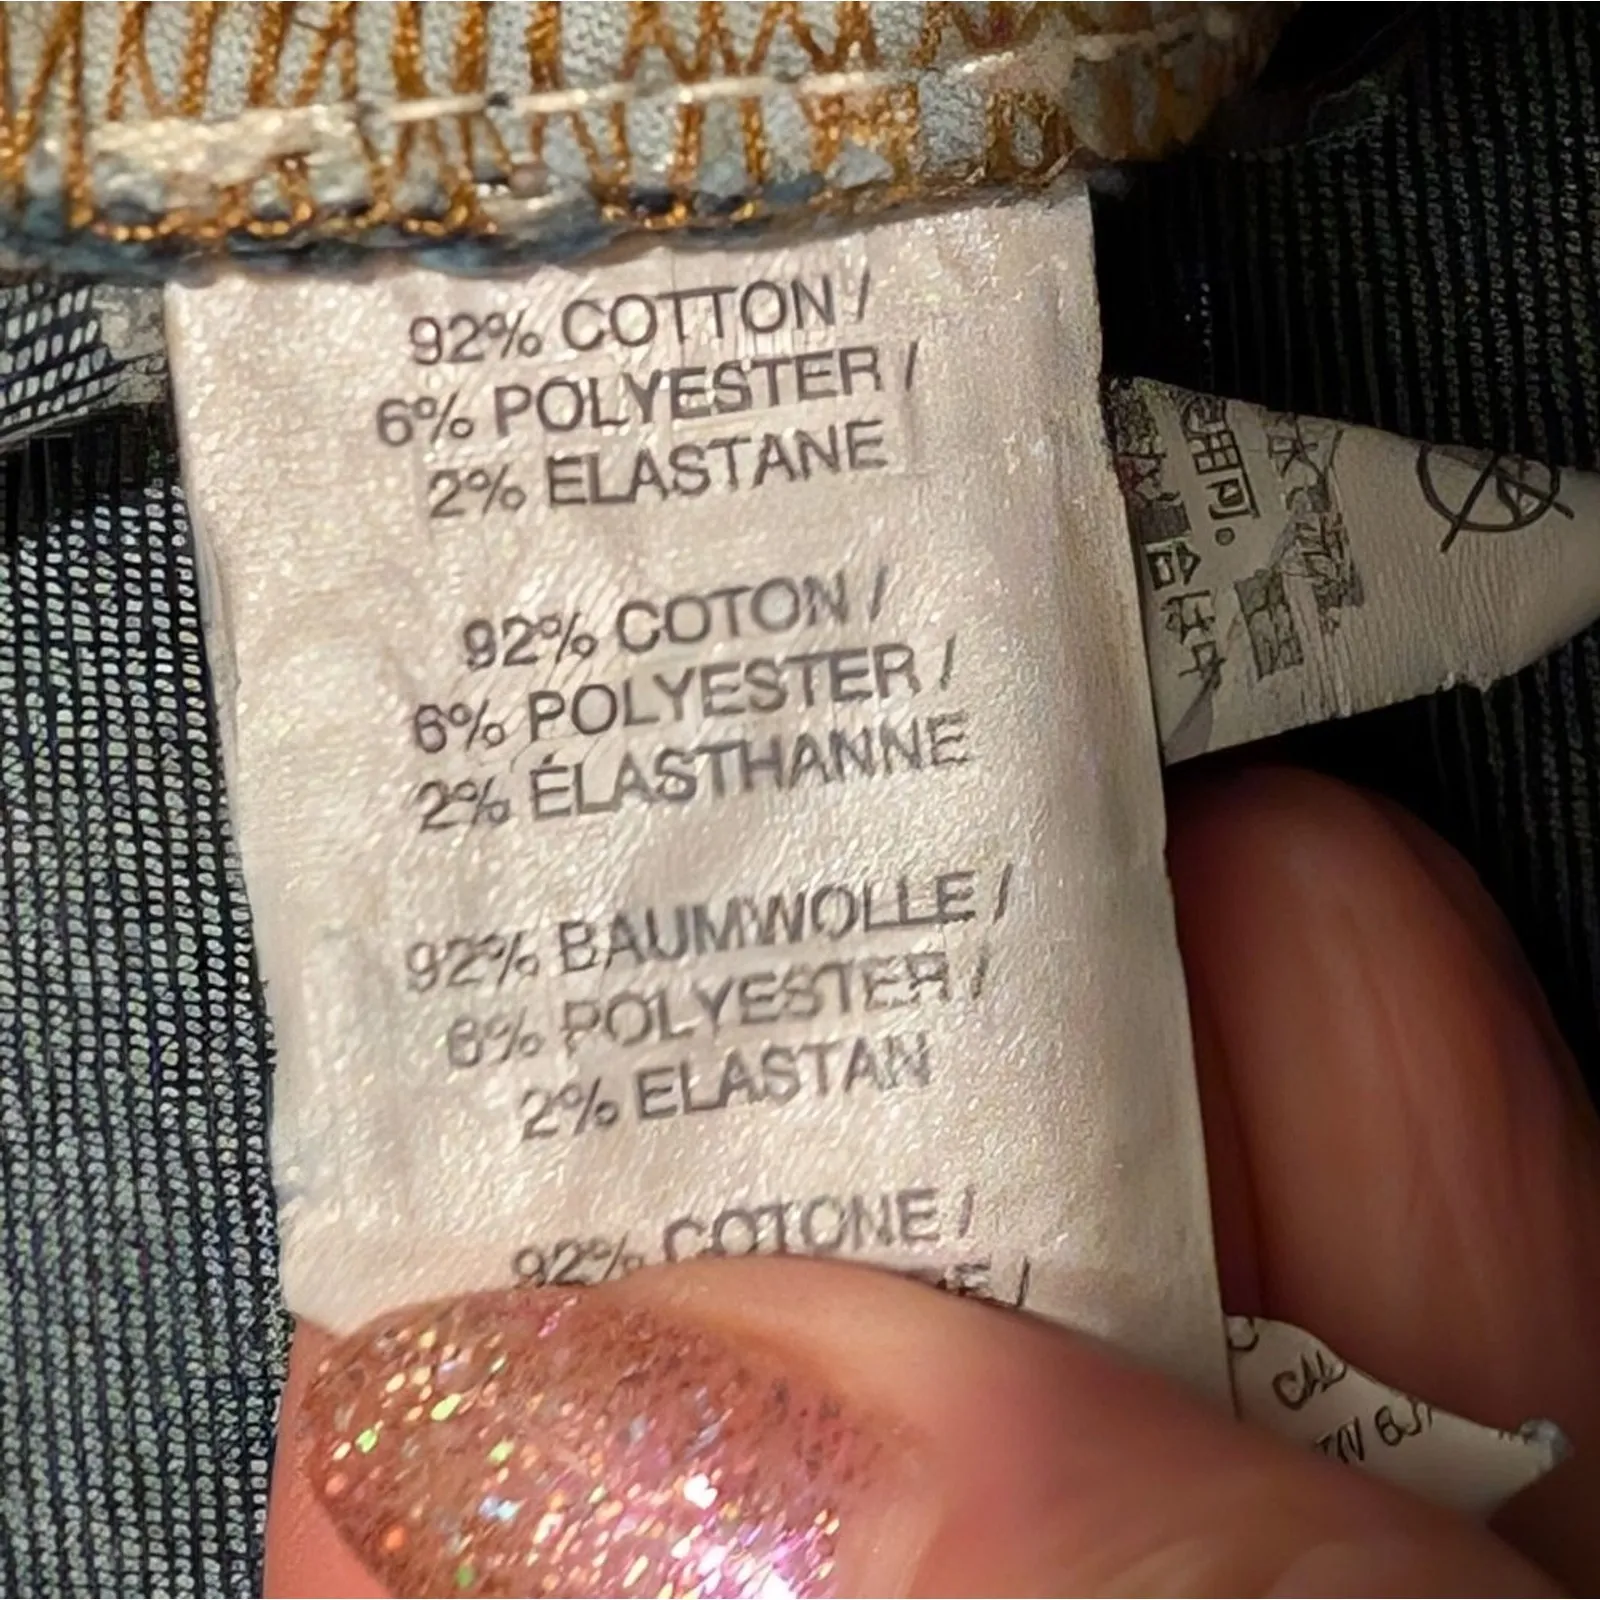 92% COTTON /
6% POLYESTER /
2% ELASTANE
92% COTON /
6% POLYESTER /
2% ÉLASTHANNE
92% BAUMWOLLE /
6% POLYESTER /
2% ELASTAN
92% COTONE /